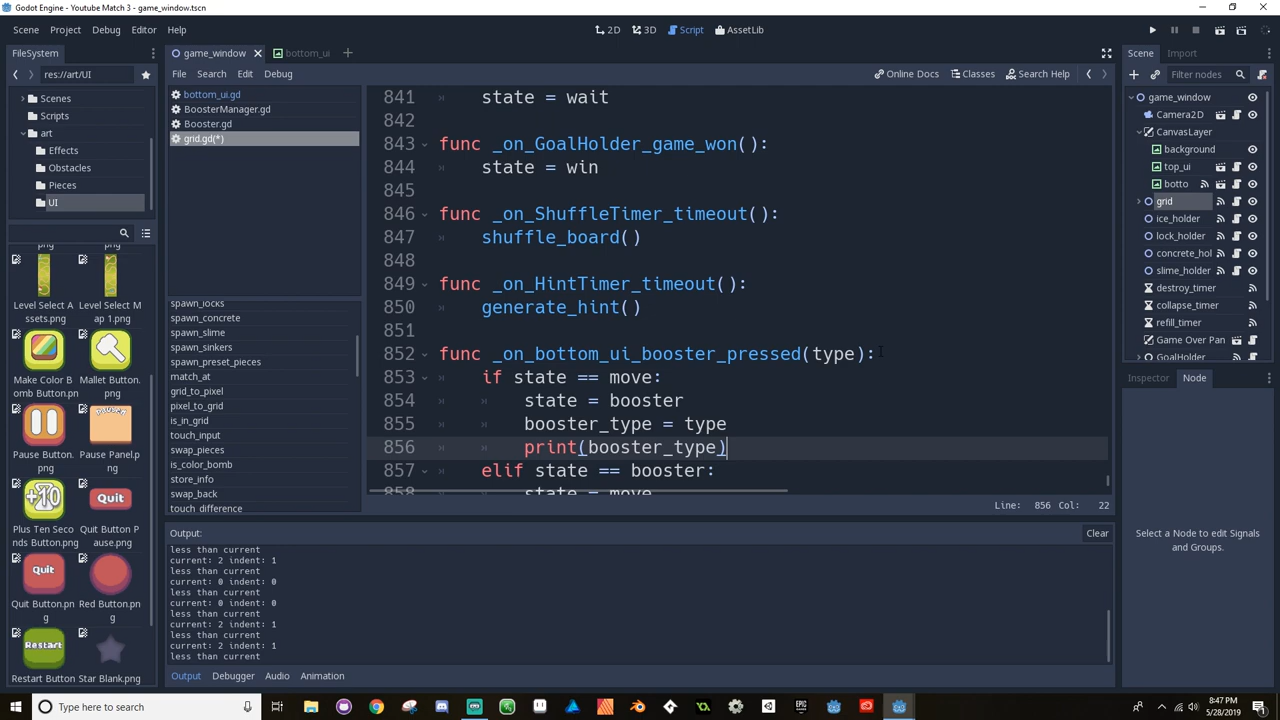 Godot Engine - Youtube Match 3 - game_window.tscn
Scene Project Debug Editor Help
2D 3D Script AssetLib
FileSystem
res://art/UI
Scenes
Scripts
art
Effects
Obstacles
Pieces
UI
png png
Level Select A
ssets.png
Level Select M
ap 1.png
Make Color B
omb Button.pn
g
Mallet Button.
png
Pause Button.
png
Pause Panel.p
ng
Plus Ten Seco
nds Button.png
Quit Button P
ause.png
Quit Button.pn
g
Red Button.pn
g
Restart Button
Star Blank.png
game_window
bottom_ui
File Search Edit Debug
Online Docs Classes Search Help
bottom_ui.gd
BoosterManager.gd
Booster.gd
grid.gd(*)
spawn_locks
spawn_concrete
spawn_slime
spawn_sinkers
spawn_preset_pieces
match_at
grid_to_pixel
pixel_to_grid
is_in_grid
touch_input
swap_pieces
is_color_bomb
store_info
swap_back
touch_difference
841 state = wait
842
843 func _on_GoalHolder_game_won():
844 state = win
845
846 func _on_ShuffleTimer_timeout():
847 shuffle_board()
848
849 func _on_HintTimer_timeout():
850 generate_hint()
851
852 func _on_bottom_ui_booster_pressed(type):
853 if state == move:
854 state = booster
855 booster_type = type
856 print(booster_type)
857 elif state == booster:
858 state = move
Line: 856 Col: 22
Output:
Clear
less than current
current: 2 indent: 1
less than current
current: 0 indent: 0
less than current
current: 0 indent: 0
less than current
current: 2 indent: 1
less than current
current: 2 indent: 1
less than current
Output Debugger Audio Animation
Scene Import
Filter nodes
game_window
Camera2D
CanvasLayer
background
top_ui
botto
grid
ice_holder
lock_holder
concrete_hol
slime_holder
destroy_timer
collapse_timer
refill_timer
Game Over Pan
GoalHolder
Inspector Node
Select a Node to edit Signals
and Groups.
Type here to search
8:47 PM
5/28/2019